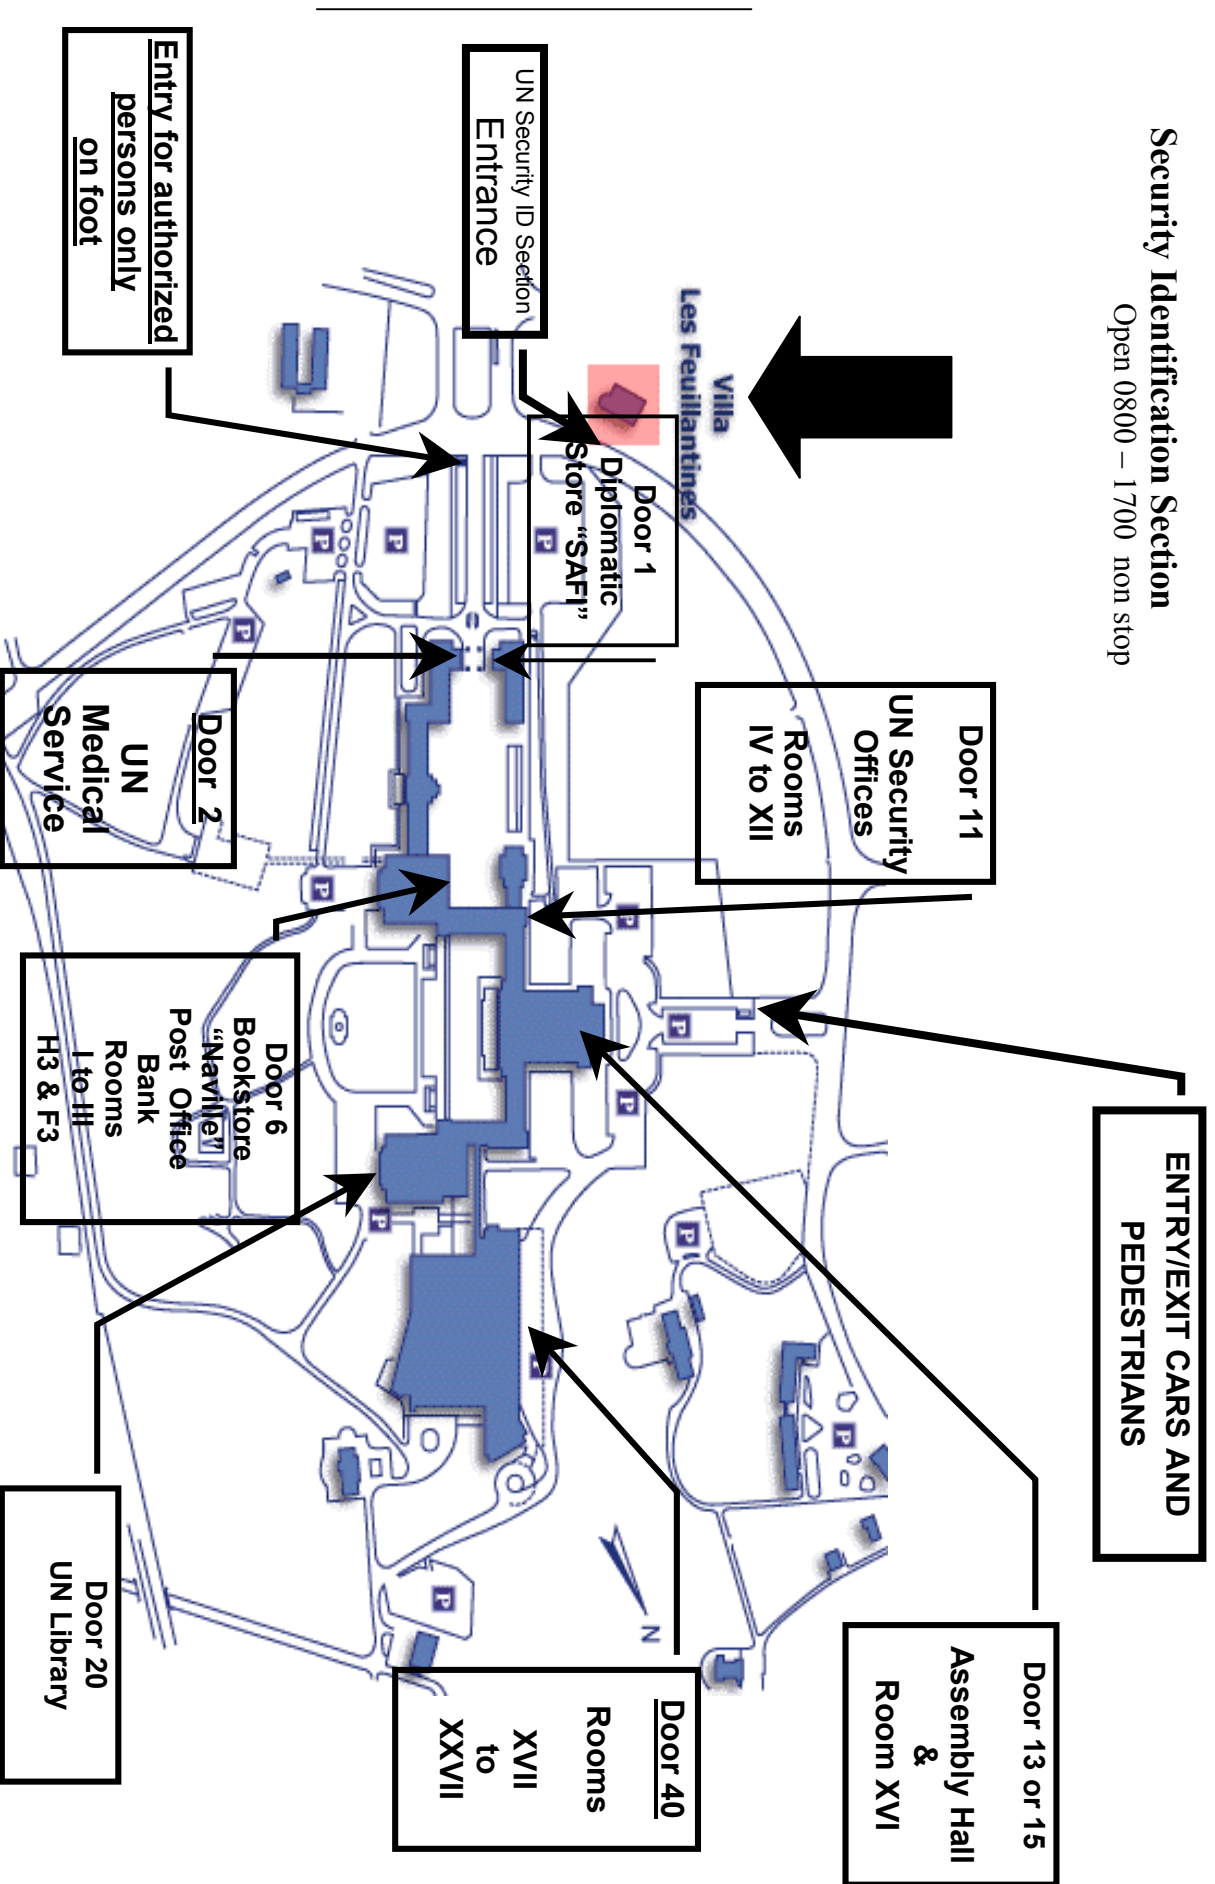 Security Identification Section
Open 0800 – 1700 non stop
Villa
Les Feuillantines
UN Security ID Section
Entrance
Entry for authorized
persons only
on foot
Door 1
Diplomatic
Store “SAFI”
Door 11
UN Security
Offices
Rooms
IV to XII
Door 2
UN
Medical
Service
ENTRY/EXIT CARS AND
PEDESTRIANS
Door 6
Bookstore
“Naville”
Post Office
Bank
Rooms
I to III
H3 & F3
Door 13 or 15
Assembly Hall
&
Room XVI
Door 40
Rooms
XVII
to
XXVII
Door 20
UN Library
N
P
P
P
P
P
P
P
P
P
P
P
P
P